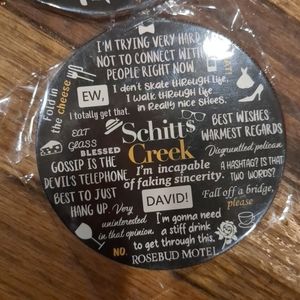 I'M TRYING VERY HARD
NOT TO CONNECT WITH
PEOPLE RIGHT NOW
Fold in
the cheese
EW,
I don't skate through life.
I walk through life
in really nice shoes.
I totally get that.
EAT
glass
BLESSED
Schitt's
Creek
BEST WISHES
WARMEST REGARDS
Disgruntled pelican
GOSSIP IS THE
DEVILS TELEPHONE
BEST TO JUST
HANG UP.
I'm incapable
of faking sincerity.
A HASHTAG? IS THAT
TWO WORDS?
DAVID!
Fall off a bridge,
please
Very
uninterested
in that opinion.
I'm gonna need
a stiff drink
to get through this.
NO
ROSEBUD MOTEL